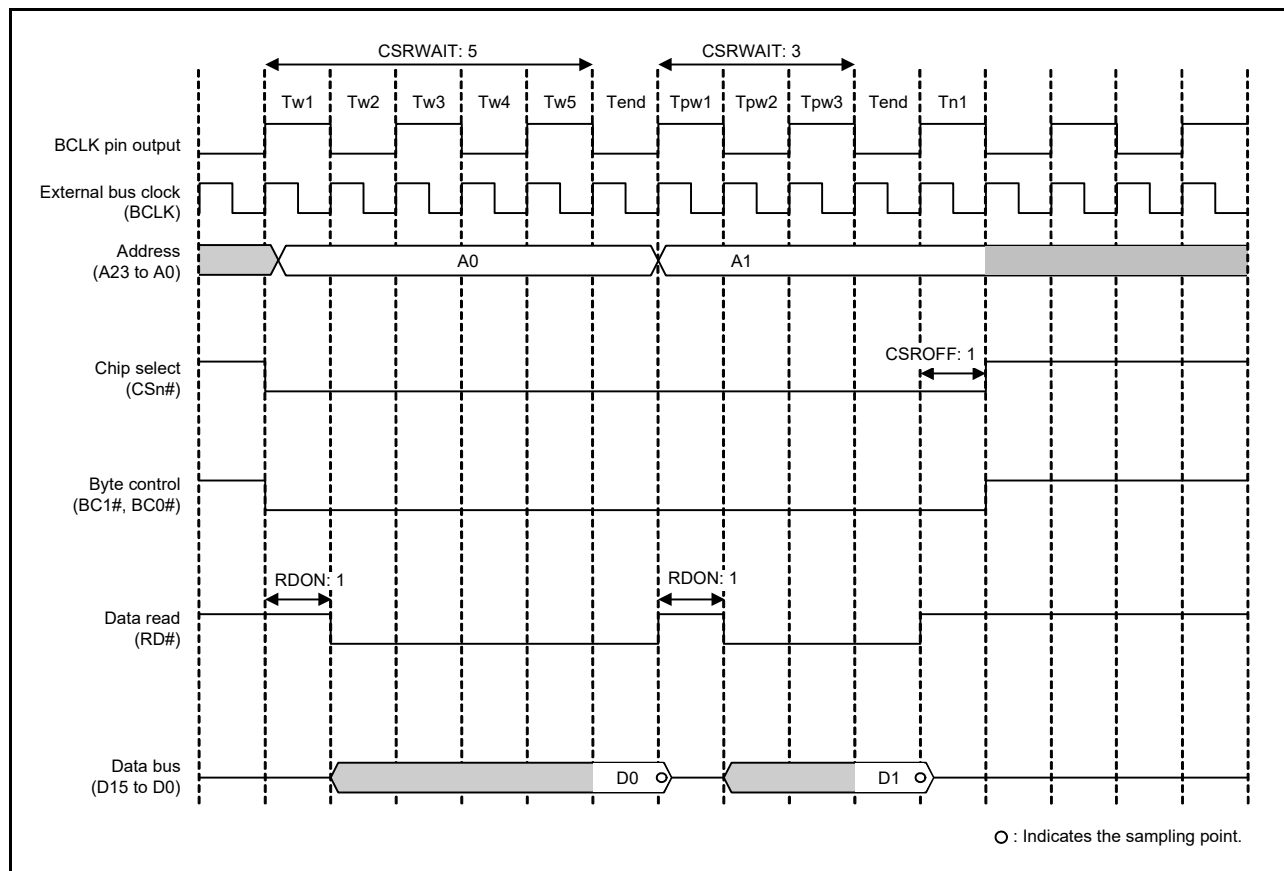 CSRWAIT: 5 CSRWAIT: 3
Tw1 Tw2 Tw3 Tw4 Tw5 Tend Tpw1 Tpw2 Tpw3 Tend Tn1
BCLK pin output
External bus clock
(BCLK)
Address
(A23 to A0)
A0 A1
CSROFF: 1
Chip select
(CSn#)
Byte control
(BC1#, BC0#)
RDON: 1 RDON: 1
Data read
(RD#)
Data bus
(D15 to D0)
D0 D1
: Indicates the sampling point.